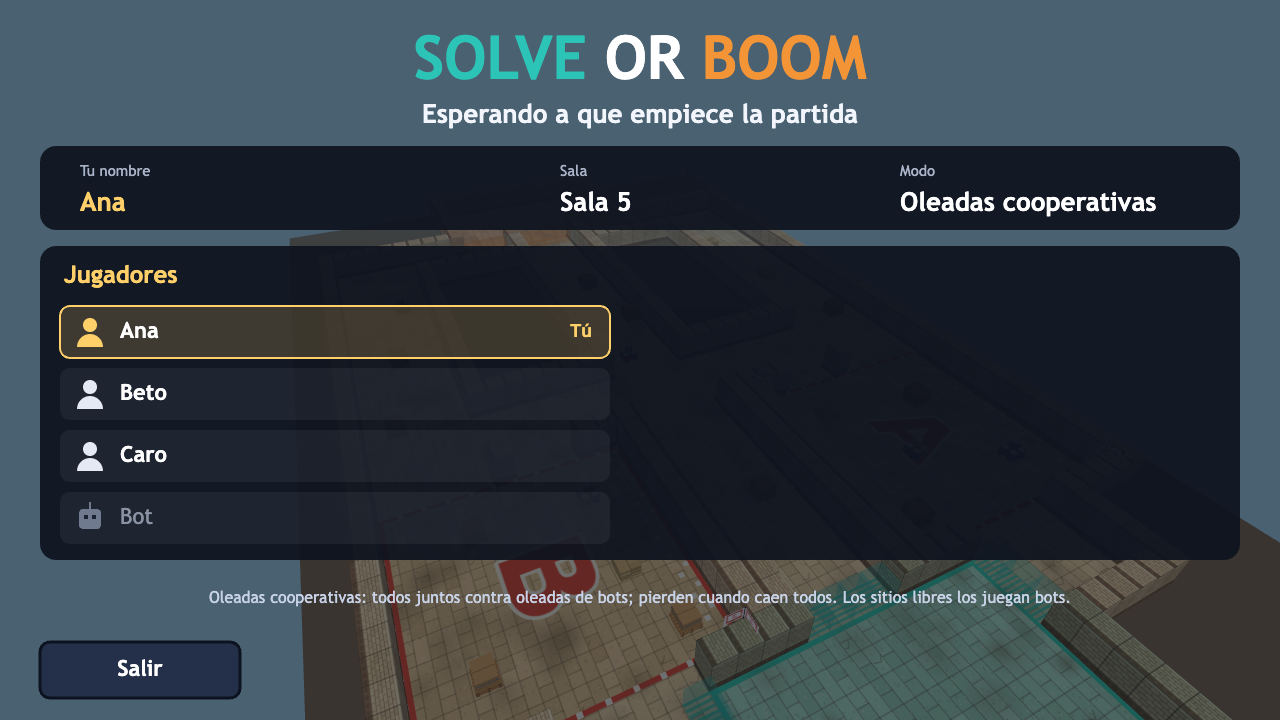 SOLVE OR BOOM
Esperando a que empiece la partida
Tu nombre
Ana
Sala
Sala 5
Modo
Oleadas cooperativas
Jugadores
Ana
Tú
Beto
Caro
Bot
A
B
Oleadas cooperativas: todos juntos contra oleadas de bots; pierden cuando caen todos. Los sitios libres los juegan bots.
Salir